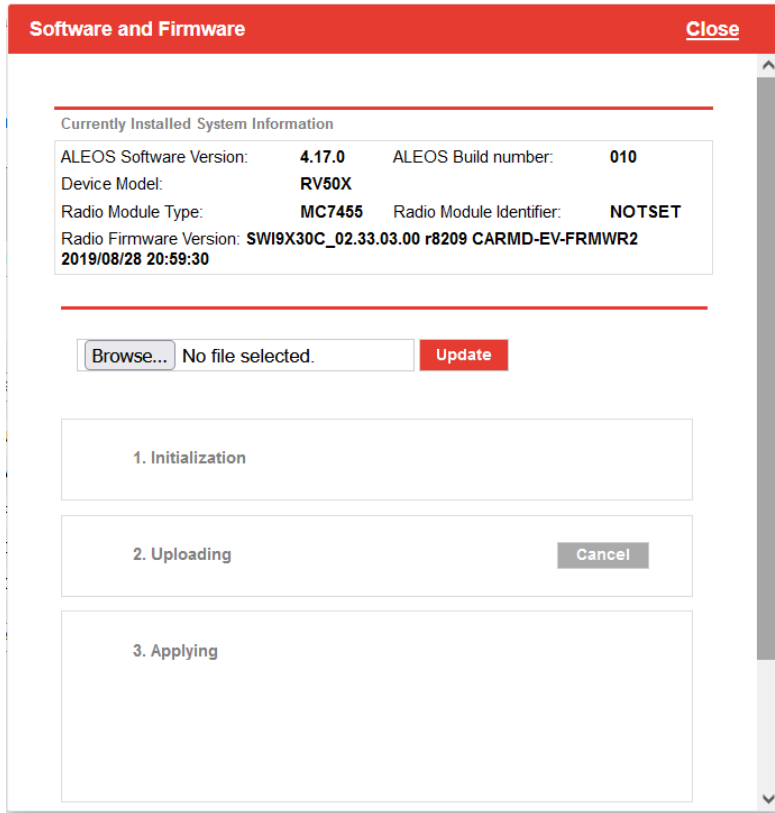 Software and Firmware Close
Currently Installed System Information
ALEOS Software Version: 4.17.0 ALEOS Build number: 010
Device Model: RV50X
Radio Module Type: MC7455 Radio Module Identifier: NOTSET
Radio Firmware Version: SWI9X30C_02.33.03.00 r8209 CARMD-EV-FRMWR2
2019/08/28 20:59:30
Browse... No file selected. Update
1. Initialization
2. Uploading Cancel
3. Applying